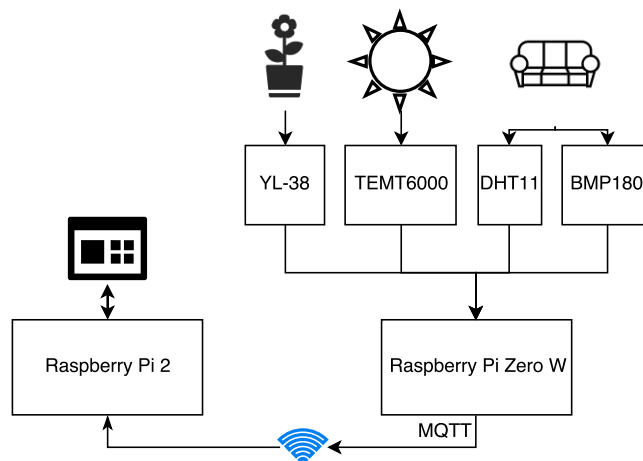 YL-38
TEMT6000
DHT11
BMP180
Raspberry Pi 2
Raspberry Pi Zero W
MQTT